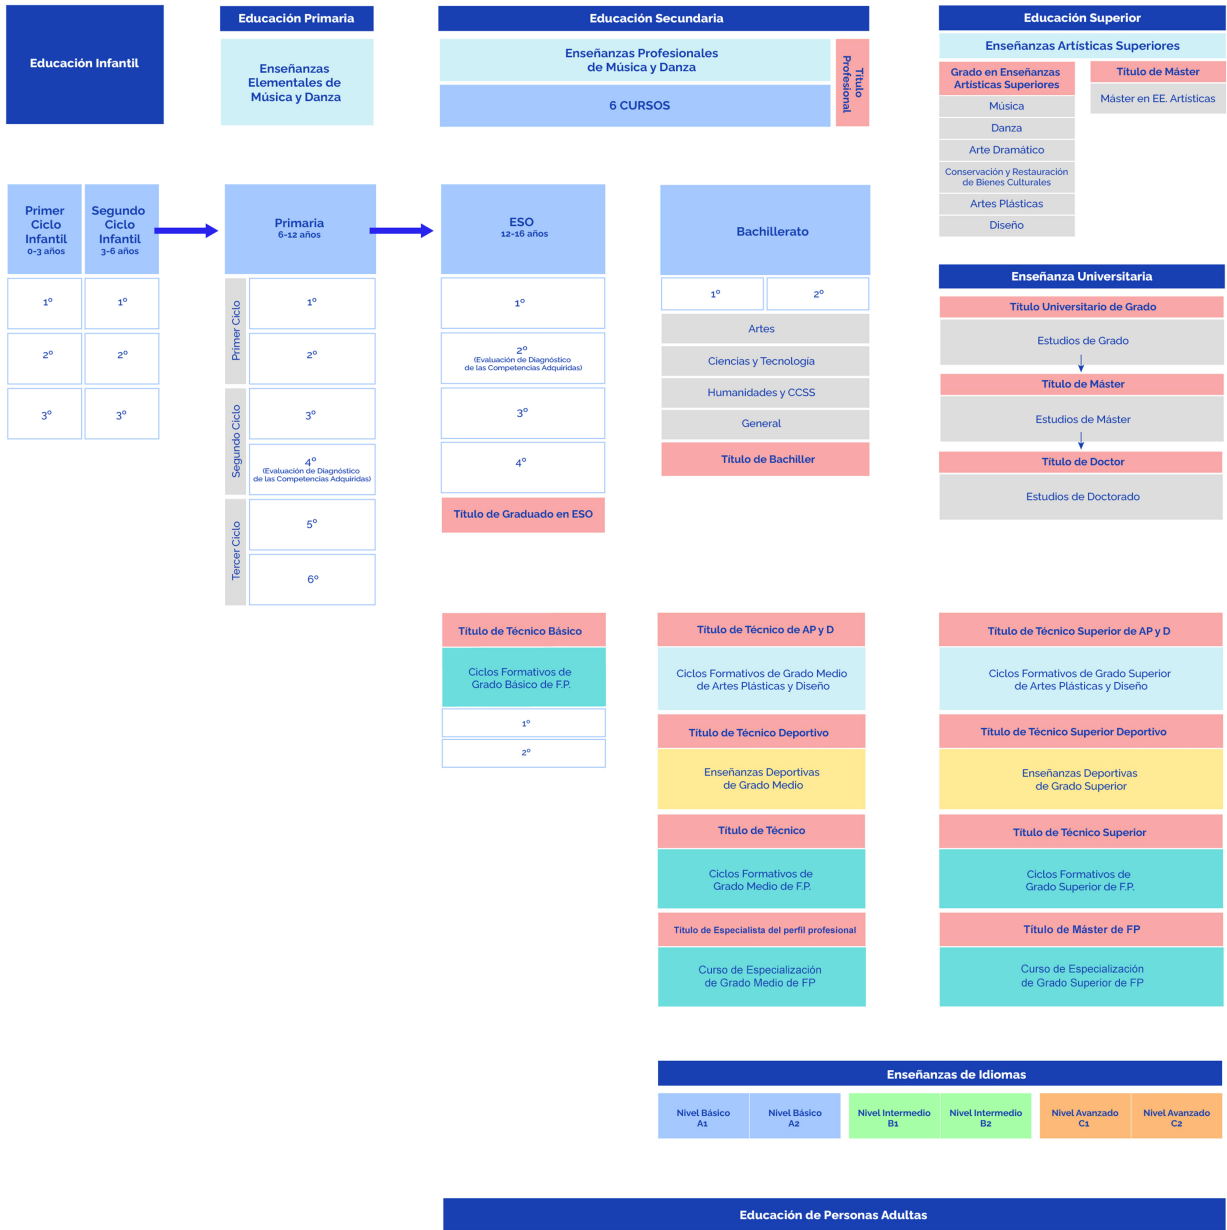 Educación Infantil
Educación Primaria
Enseñanzas
Elementales de
Música y Danza
Educación Secundaria
Enseñanzas Profesionales
de Música y Danza
6 CURSOS
Título
Profesional
Educación Superior
Enseñanzas Artísticas Superiores
Grado en Enseñanzas
Artísticas Superiores
Música
Danza
Arte Dramático
Conservación y Restauración
de Bienes Culturales
Artes Plásticas
Diseño
Título de Máster
Máster en EE. Artísticas
Primer
Ciclo
Infantil
0-3 años
1º
2º
3º
Segundo
Ciclo
Infantil
3-6 años
1º
2º
3º
Primaria
6-12 años
Primer Ciclo
1º
2º
Segundo Ciclo
3º
4º
(Evaluación de Diagnóstico
de las Competencias Adquiridas)
Tercer Ciclo
5º
6º
ESO
12-16 años
1º
2º
(Evaluación de Diagnóstico
de las Competencias Adquiridas)
3º
4º
Título de Graduado en ESO
Bachillerato
1º
2º
Artes
Ciencias y Tecnología
Humanidades y CCSS
General
Título de Bachiller
Enseñanza Universitaria
Título Universitario de Grado
Estudios de Grado
Título de Máster
Estudios de Máster
Título de Doctor
Estudios de Doctorado
Título de Técnico Básico
Ciclos Formativos de
Grado Básico de F.P.
1º
2º
Título de Técnico de AP y D
Ciclos Formativos de Grado Medio
de Artes Plásticas y Diseño
Título de Técnico Deportivo
Enseñanzas Deportivas
de Grado Medio
Título de Técnico
Ciclos Formativos de
Grado Medio de F.P.
Título de Especialista del perfil profesional
Curso de Especialización
de Grado Medio de FP
Título de Técnico Superior de AP y D
Ciclos Formativos de Grado Superior
de Artes Plásticas y Diseño
Título de Técnico Superior Deportivo
Enseñanzas Deportivas
de Grado Superior
Título de Técnico Superior
Ciclos Formativos de
Grado Superior de F.P.
Título de Máster de FP
Curso de Especialización
de Grado Superior de FP
Enseñanzas de Idiomas
Nivel Básico
A1
Nivel Básico
A2
Nivel Intermedio
B1
Nivel Intermedio
B2
Nivel Avanzado
C1
Nivel Avanzado
C2
Educación de Personas Adultas